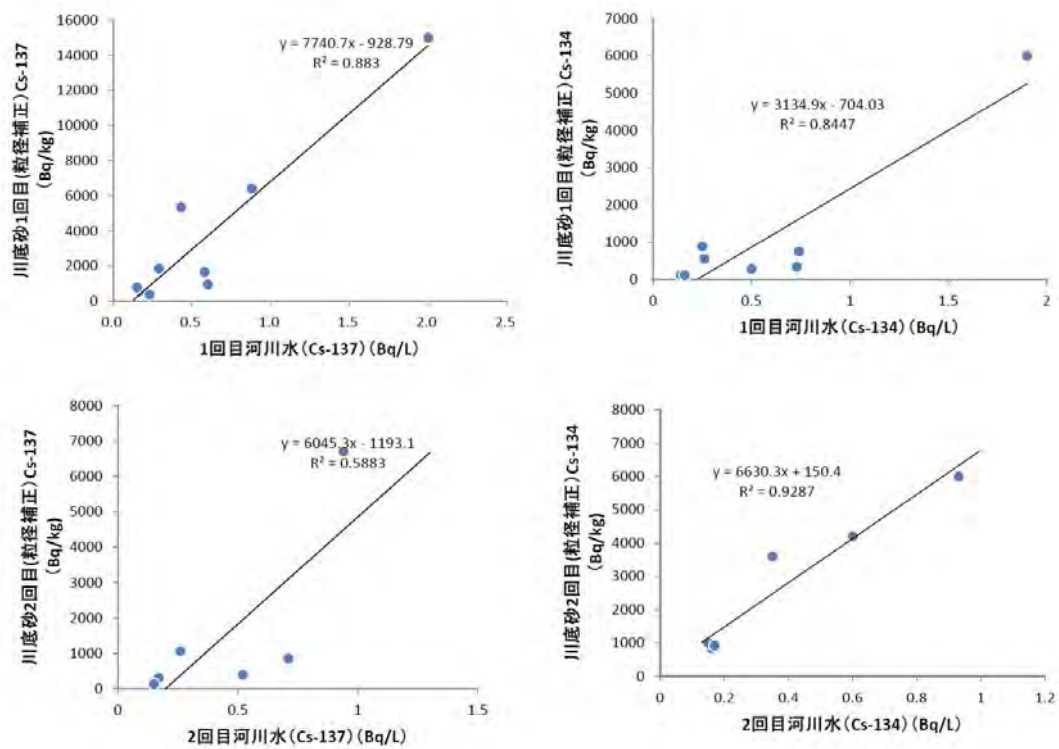 川底砂1回目(粒径補正)Cs-137
(Bq/kg)
16000
14000
12000
10000
8000
6000
4000
2000
0
y = 7740.7x - 928.79
R² = 0.883
0.0 0.5 1.0 1.5 2.0 2.5
1回目河川水(Cs-137)(Bq/L)
川底砂1回目(粒径補正)Cs-134
(Bq/kg)
7000
6000
5000
4000
3000
2000
1000
0
y = 3134.9x - 704.03
R² = 0.8447
0 0.5 1 1.5 2
1回目河川水(Cs-134)(Bq/L)
川底砂2回目(粒径補正)Cs-137
(Bq/kg)
8000
7000
6000
5000
4000
3000
2000
1000
0
y = 6045.3x - 1193.1
R² = 0.5883
0 0.5 1 1.5
2回目河川水(Cs-137)(Bq/L)
川底砂2回目(粒径補正)Cs-134
(Bq/kg)
8000
7000
6000
5000
4000
3000
2000
1000
0
y = 6630.3x + 150.4
R² = 0.9287
0 0.2 0.4 0.6 0.8 1 1.2
2回目河川水(Cs-134)(Bq/L)